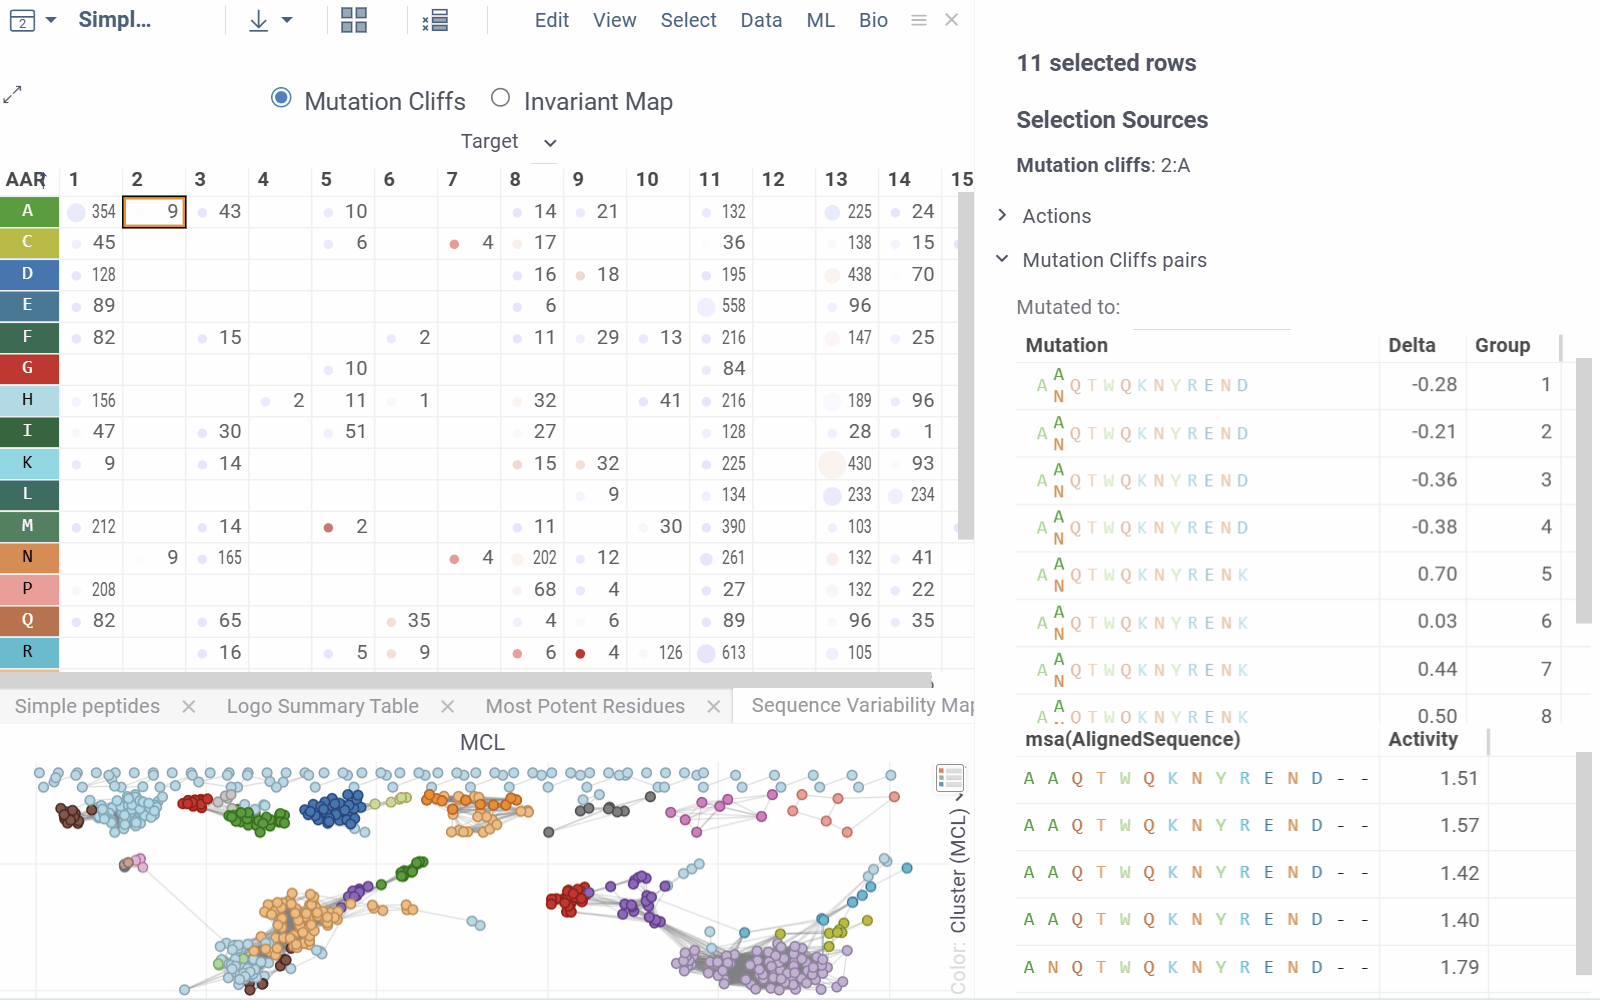 2 Simpl... Edit View Select Data ML Bio
Mutation Cliffs Invariant Map
Target
AAR 1 2 3 4 5 6 7 8 9 10 11 12 13 14 15
A 354 9 43 10 14 21 132 225 24
C 45 6 4 17 36 138 15
D 128 16 18 195 438 70
E 89 6 558 96
F 82 15 2 11 29 13 216 147 25
G 10 84
H 156 2 11 1 32 41 216 189 96
I 47 30 51 27 128 28 1
K 9 14 15 32 225 430 93
L 9 134 233 234
M 212 14 2 11 30 390 103
N 9 165 4 202 12 261 132 41
P 208 68 4 27 132 22
Q 82 65 35 4 6 89 96 35
R 16 5 9 6 4 126 613 105
Simple peptides Logo Summary Table Most Potent Residues Sequence Variability Map
MCL
Color: Cluster (MCL)
11 selected rows
Selection Sources
Mutation cliffs: 2:A
Actions
Mutation Cliffs pairs
Mutated to:
Mutation Delta Group
A A N Q T W Q K N Y R E N D -0.28 1
A A N Q T W Q K N Y R E N D -0.21 2
A A N Q T W Q K N Y R E N D -0.36 3
A A N Q T W Q K N Y R E N D -0.38 4
A A N Q T W Q K N Y R E N K 0.70 5
A A N Q T W Q K N Y R E N K 0.03 6
A A N Q T W Q K N Y R E N K 0.44 7
A A N Q T W Q K N Y R E N K 0.50 8
msa(AlignedSequence) Activity
A A Q T W Q K N Y R E N D - - 1.51
A A Q T W Q K N Y R E N D - - 1.57
A A Q T W Q K N Y R E N D - - 1.42
A A Q T W Q K N Y R E N D - - 1.40
A N Q T W Q K N Y R E N D - - 1.79